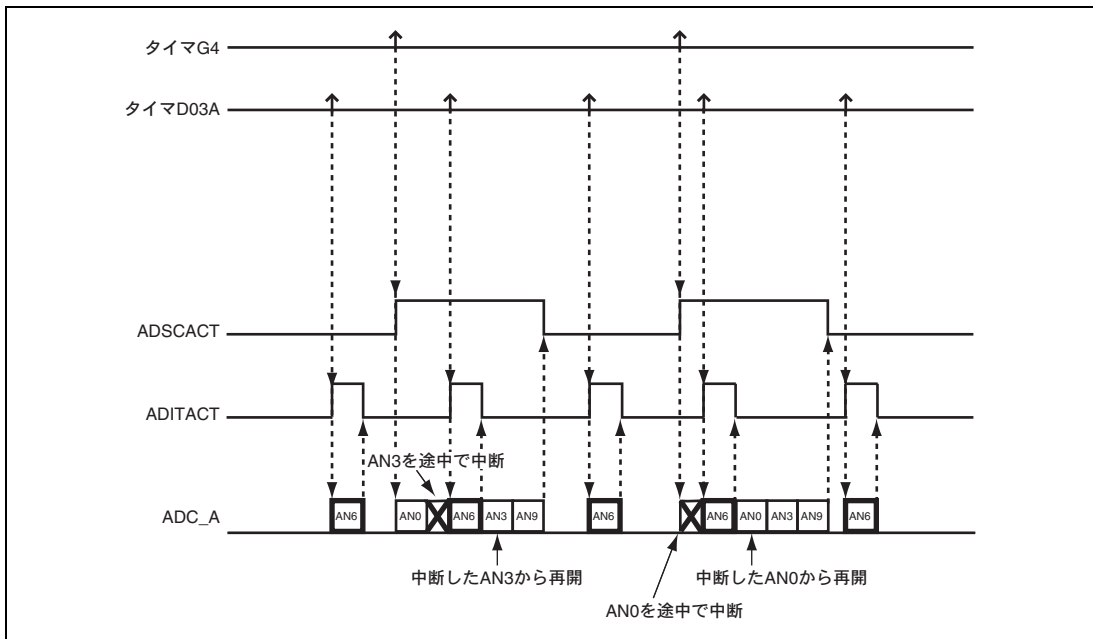 タイマG4
タイマD03A
ADSCACT
ADITACT
AN3を途中で中断
ADC_A
AN6
AN0
AN6
AN3
AN9
AN6
AN6
AN0
AN3
AN9
AN6
中断したAN3から再開
中断したAN0から再開
AN0を途中で中断